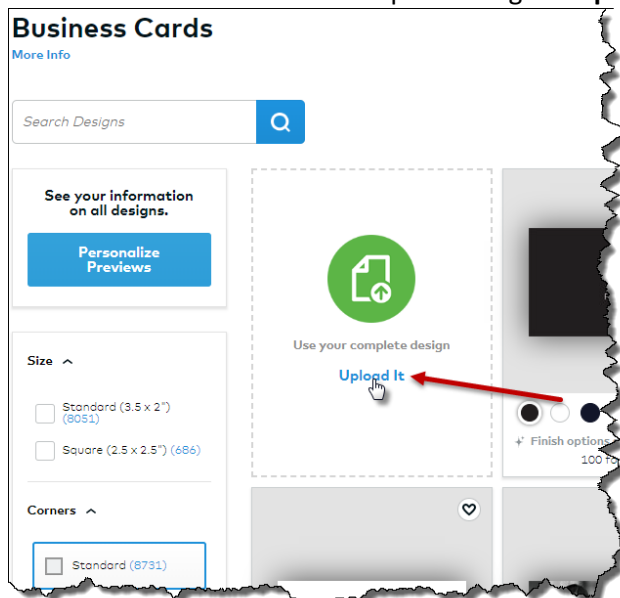 Business Cards
More Info
Search Designs
See your information
on all designs.
Personalize
Previews
Use your complete design
Upload It
Size
Standard (3.5 x 2")
(8051)
Square (2.5 x 2.5") (686)
Corners
Standard (8731)
Finish options
100